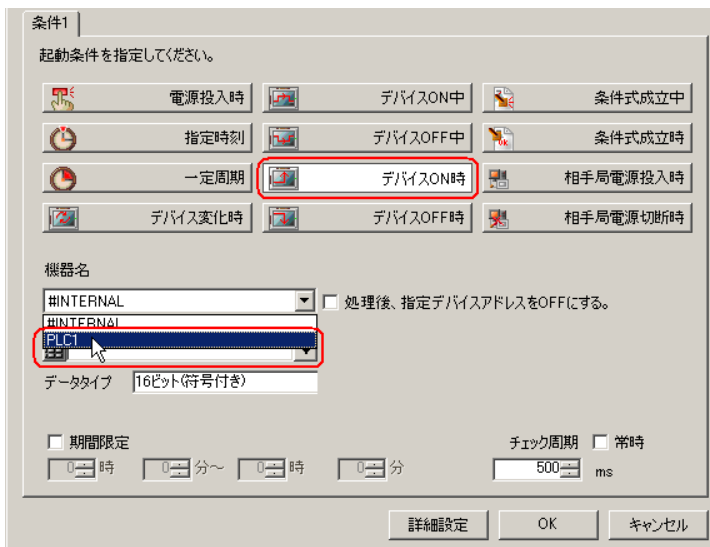 条件1
起動条件を指定してください。
電源投入時 デバイスON中 条件式成立中
指定時刻 デバイスOFF中 条件式成立時
一定周期 デバイスON時 相手局電源投入時
デバイス変化時 デバイスOFF時 相手局電源切断時
機器名
#INTERNAL 処理後、指定デバイスアドレスをOFFにする。
#INTERNAL
PLC1
データタイプ 16ビット(符号付き)
期間限定 チェック周期 常時
0 時 0 分～ 0 時 0 分 500 ms
詳細設定 OK キャンセル